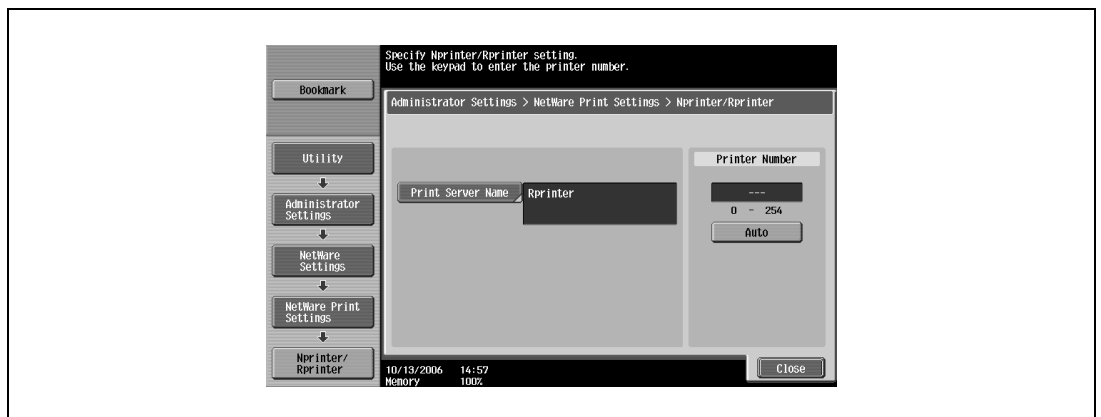 Specify Nprinter/Rprinter setting.
Use the keypad to enter the printer number.
Bookmark
Administrator Settings > NetWare Print Settings > Nprinter/Rprinter
Utility
Administrator
Settings
NetWare
Settings
NetWare Print
Settings
Nprinter/
Rprinter
Print Server Name
Rprinter
Printer Number
---
0 - 254
Auto
10/13/2006 14:57
Memory 100%
Close